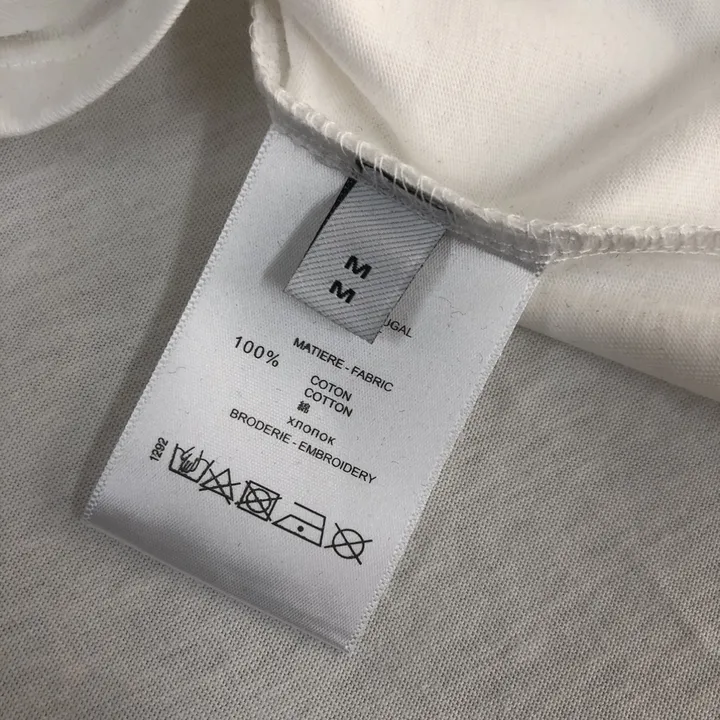 M
M
UGAL
MATIERE - FABRIC
100% COTON
COTTON
綿
хлопок
BRODERIE - EMBROIDERY
1292